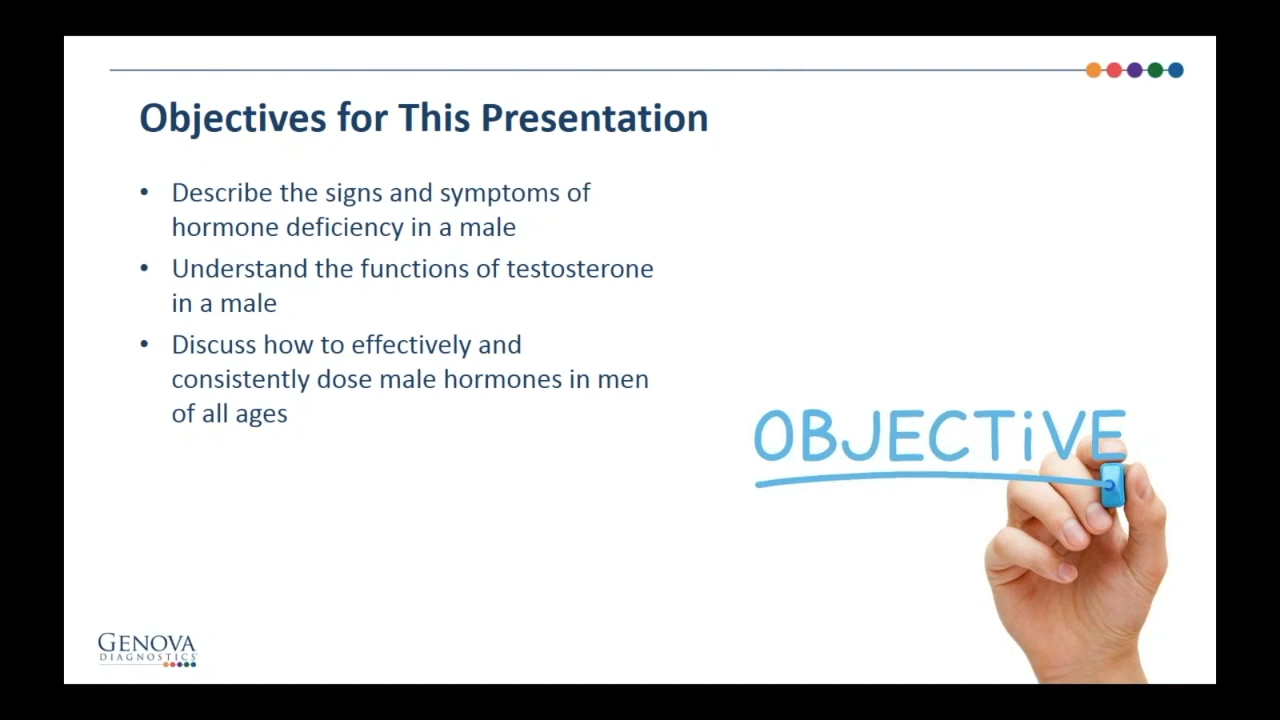 Objectives for This Presentation
• Describe the signs and symptoms of
hormone deficiency in a male
• Understand the functions of testosterone
in a male
• Discuss how to effectively and
consistently dose male hormones in men
of all ages
OBJECTiVE
GENOVA
DIAGNOSTICS